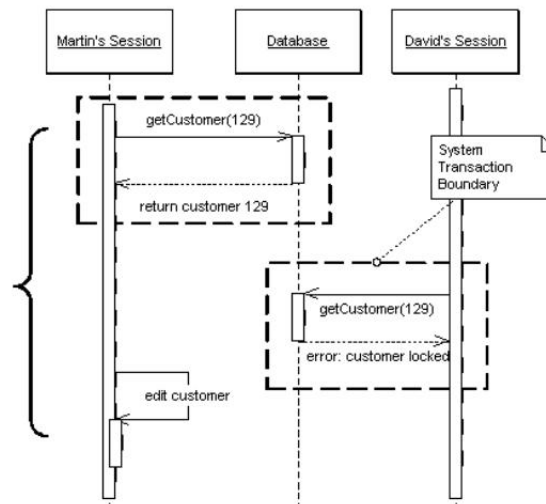 Martin's Session
Database
David's Session
getCustomer(129)
return customer 129
System
Transaction
Boundary
getCustomer(129)
error: customer locked
edit customer